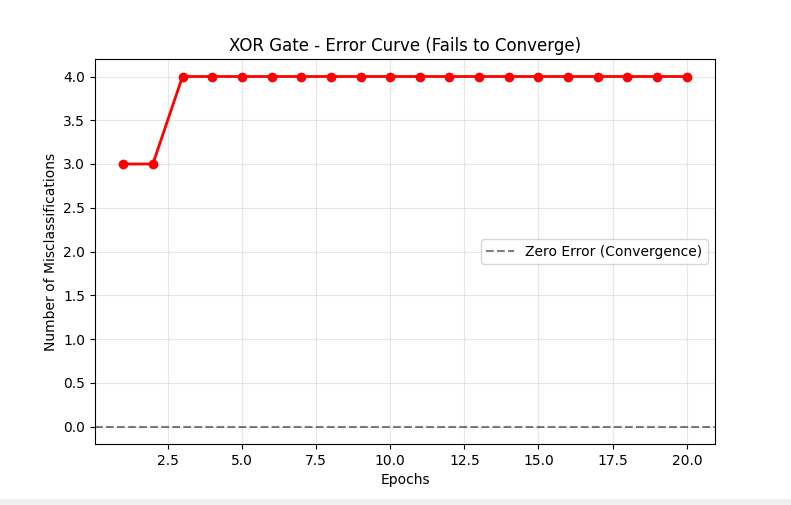 XOR Gate - Error Curve (Fails to Converge)
4.0
3.5
3.0
2.5
2.0
1.5
1.0
0.5
0.0
Number of Misclassifications
Zero Error (Convergence)
2.5 5.0 7.5 10.0 12.5 15.0 17.5 20.0
Epochs